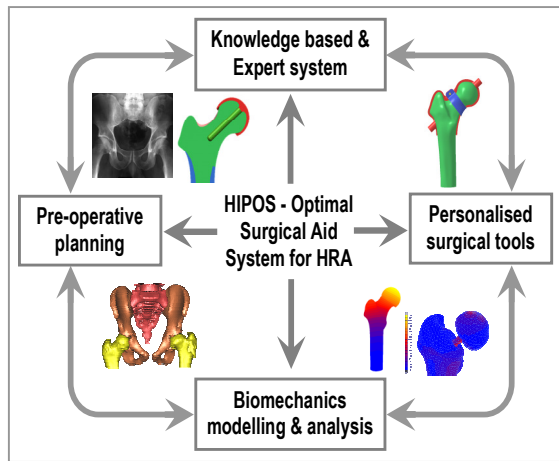 Knowledge based &
Expert system
Pre-operative
planning
HIPOS - Optimal
Surgical Aid
System for HRA
Personalised
surgical tools
Biomechanics
modelling & analysis